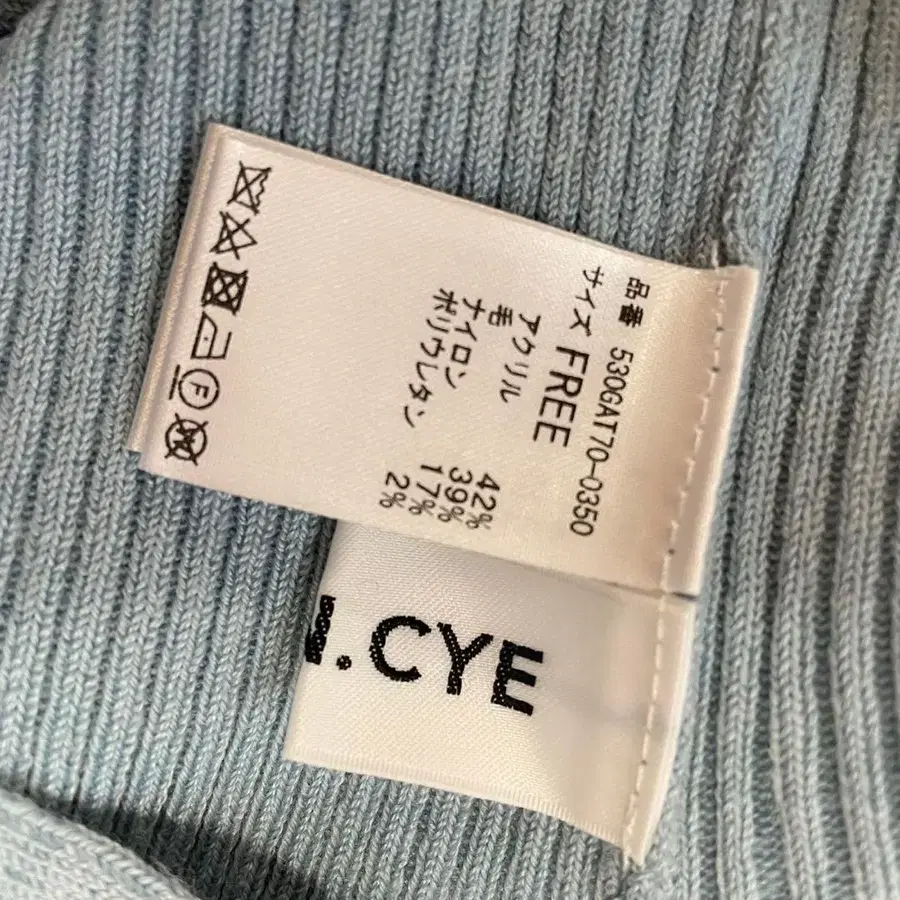 品番 530GAT70-0350
サイズ FREE
アクリル 42%
毛 39%
ナイロン 17%
ポリウレタン 2%
F
.CYE